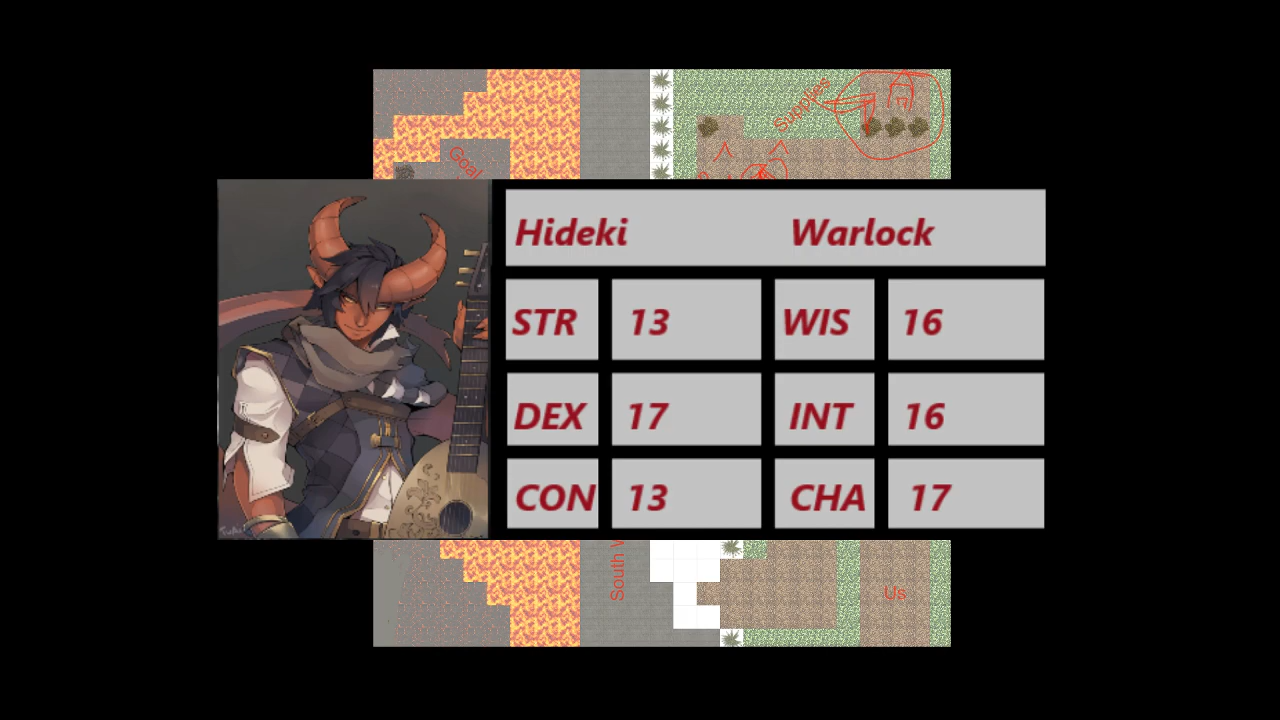 Supplies
Goal
Hideki Warlock
STR 13 WIS 16
DEX 17 INT 16
CON 13 CHA 17
South
Us